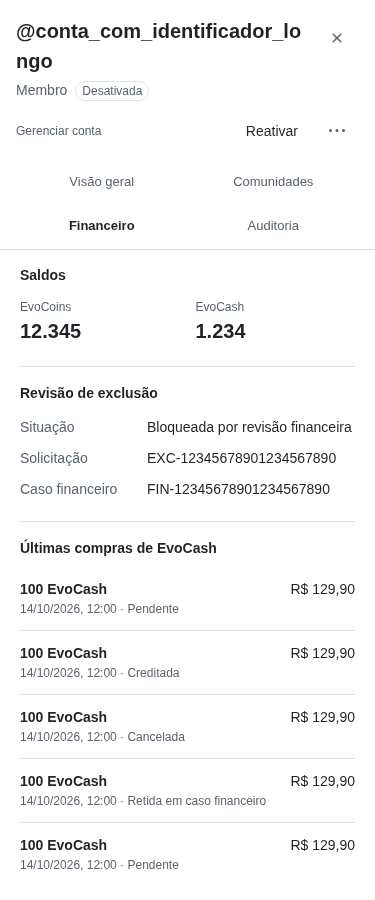 @conta_com_identificador_lo
ngo
×
Membro Desativada
Gerenciar conta Reativar ...
Visão geral Comunidades
Financeiro Auditoria
Saldos
EvoCoins EvoCash
12.345 1.234
Revisão de exclusão
Situação Bloqueada por revisão financeira
Solicitação EXC-12345678901234567890
Caso financeiro FIN-12345678901234567890
Últimas compras de EvoCash
100 EvoCash R$ 129,90
14/10/2026, 12:00 · Pendente
100 EvoCash R$ 129,90
14/10/2026, 12:00 · Creditada
100 EvoCash R$ 129,90
14/10/2026, 12:00 · Cancelada
100 EvoCash R$ 129,90
14/10/2026, 12:00 · Retida em caso financeiro
100 EvoCash R$ 129,90
14/10/2026, 12:00 · Pendente